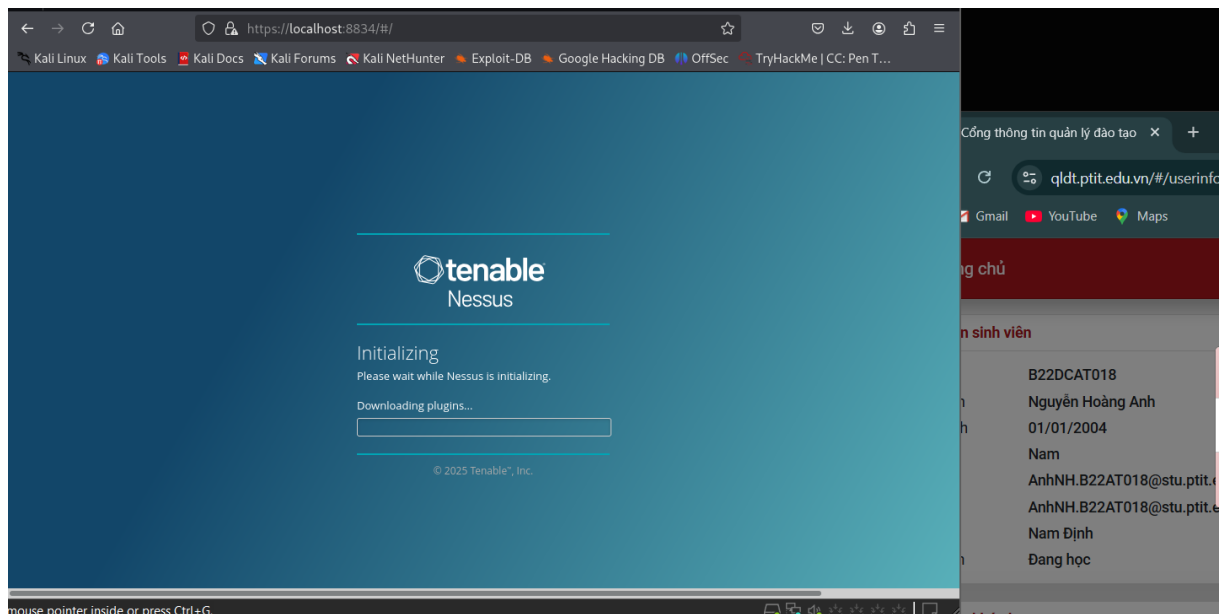 https://localhost:8834/#/
Kali Linux Kali Tools Kali Docs Kali Forums Kali NetHunter Exploit-DB Google Hacking DB OffSec TryHackMe | CC: Pen T...
tenable
Nessus
Initializing
Please wait while Nessus is initializing.
Downloading plugins...
© 2025 Tenable™, Inc.
mouse pointer inside or press Ctrl+G.
Cổng thông tin quản lý đào tạo
qldt.ptit.edu.vn/#/userinfo
Gmail YouTube Maps
ng chủ
n sinh viên
B22DCAT018
Nguyễn Hoàng Anh
01/01/2004
Nam
AnhNH.B22AT018@stu.ptit.e
AnhNH.B22AT018@stu.ptit.e
Nam Định
Đang học